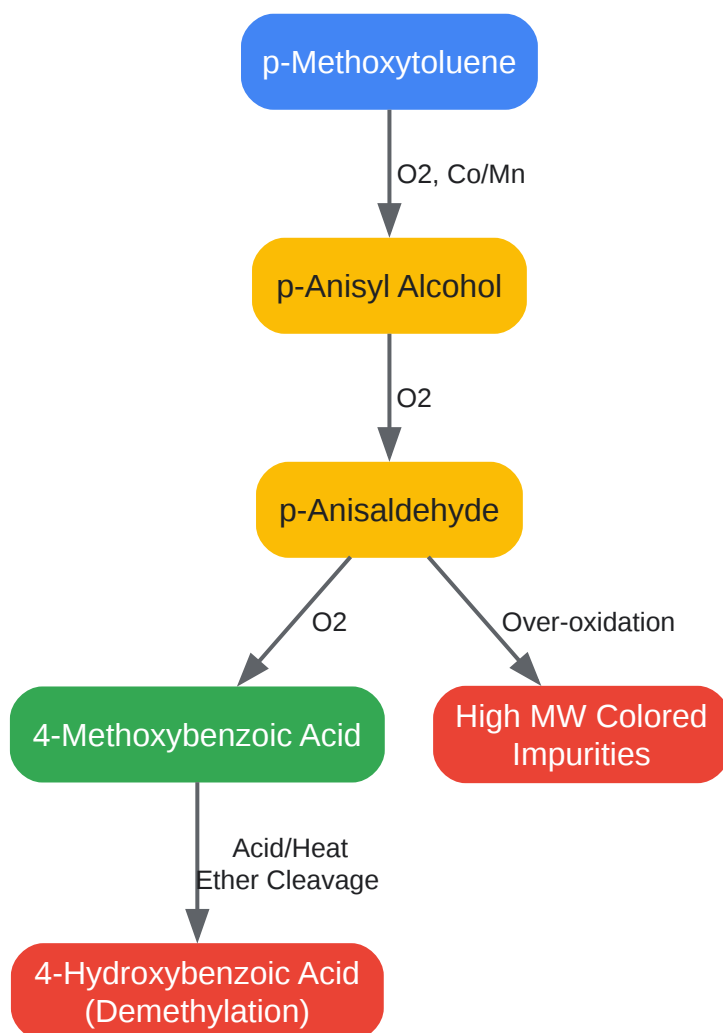 p-Methoxytoluene
O2, Co/Mn
p-Anisyl Alcohol
O2
p-Anisaldehyde
O2
Over-oxidation
4-Methoxybenzoic Acid
High MW Colored
Impurities
Acid/Heat
Ether Cleavage
4-Hydroxybenzoic Acid
(Demethylation)